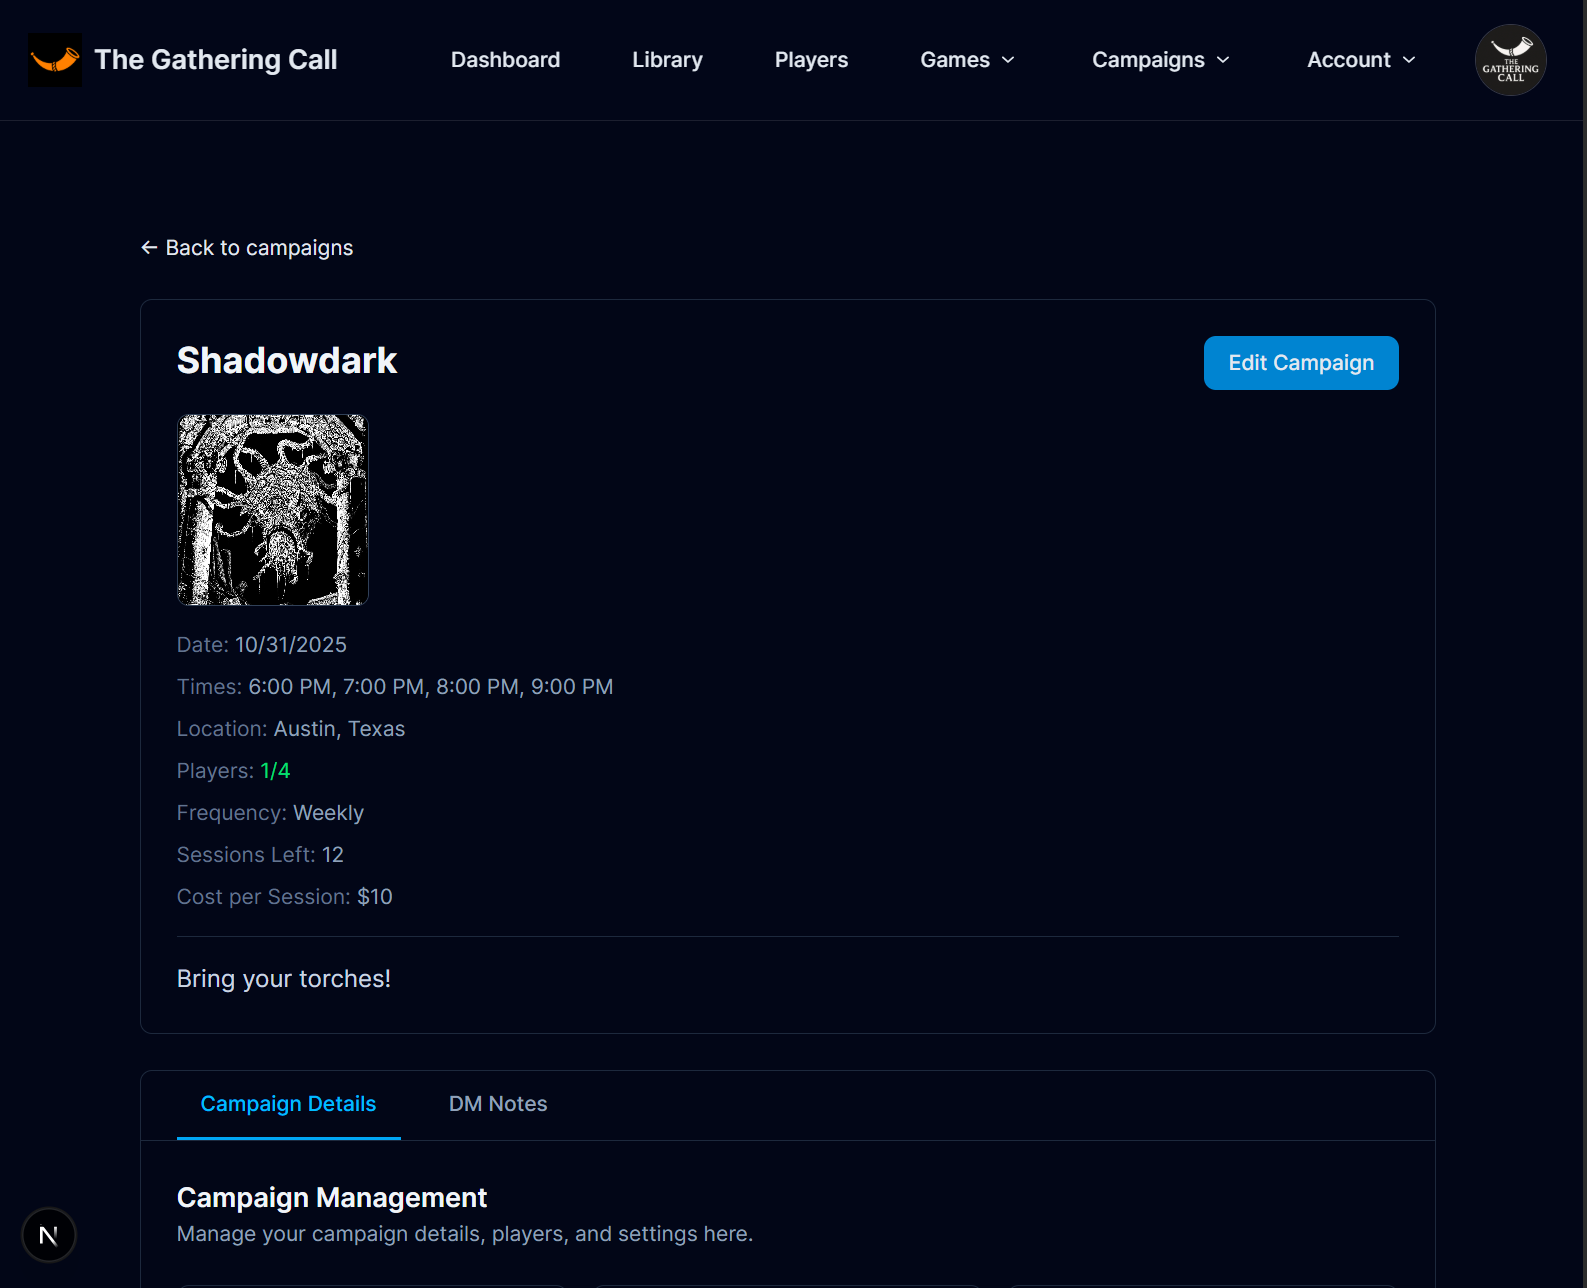 The Gathering Call
Dashboard
Library
Players
Games
Campaigns
Account
THE
GATHERING
CALL
← Back to campaigns
Shadowdark
Edit Campaign
Date: 10/31/2025
Times: 6:00 PM, 7:00 PM, 8:00 PM, 9:00 PM
Location: Austin, Texas
Players: 1/4
Frequency: Weekly
Sessions Left: 12
Cost per Session: $10
Bring your torches!
Campaign Details
DM Notes
Campaign Management
Manage your campaign details, players, and settings here.
N